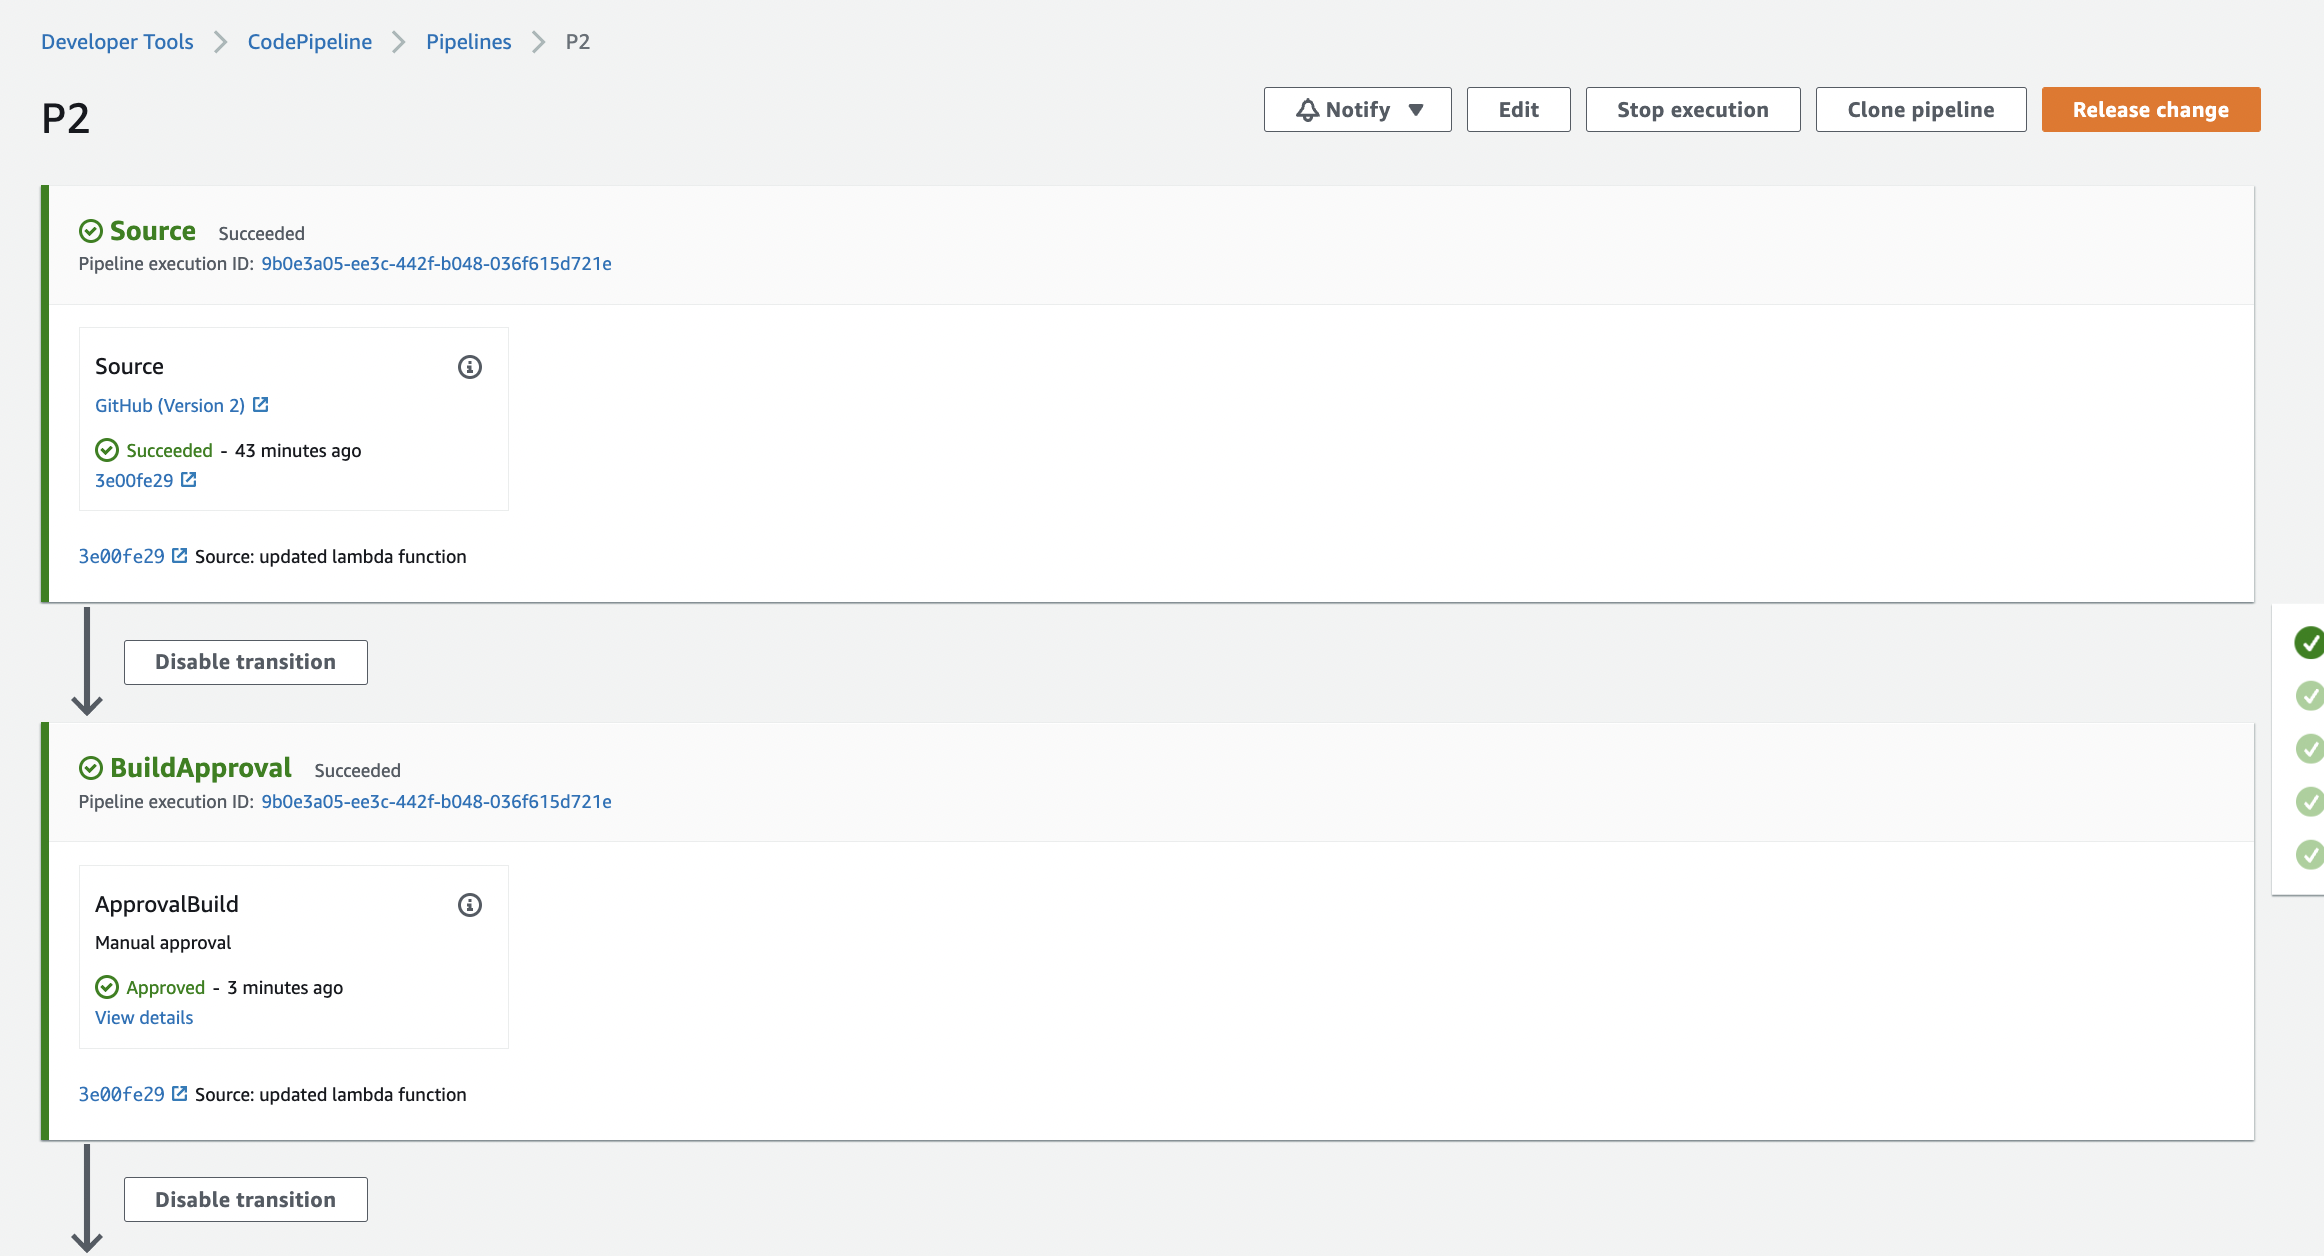 Developer Tools > CodePipeline > Pipelines > P2
P2
Notify ▼ Edit Stop execution Clone pipeline Release change
Source Succeeded
Pipeline execution ID: 9b0e3a05-ee3c-442f-b048-036f615d721e
Source
GitHub (Version 2)
Succeeded - 43 minutes ago
3e00fe29
3e00fe29 Source: updated lambda function
Disable transition
BuildApproval Succeeded
Pipeline execution ID: 9b0e3a05-ee3c-442f-b048-036f615d721e
ApprovalBuild
Manual approval
Approved - 3 minutes ago
View details
3e00fe29 Source: updated lambda function
Disable transition